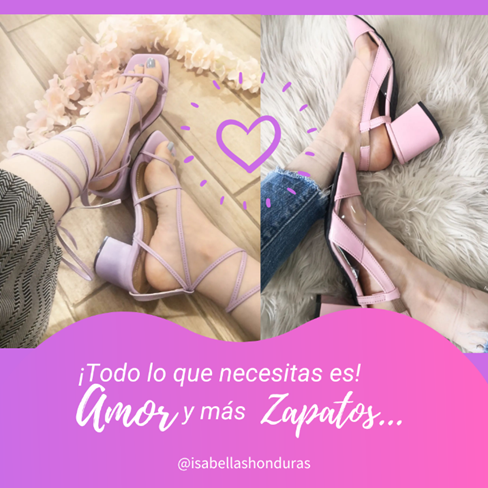 ¡Todo lo que necesitas es!
Amor y más Zapatos...
@isabellashonduras